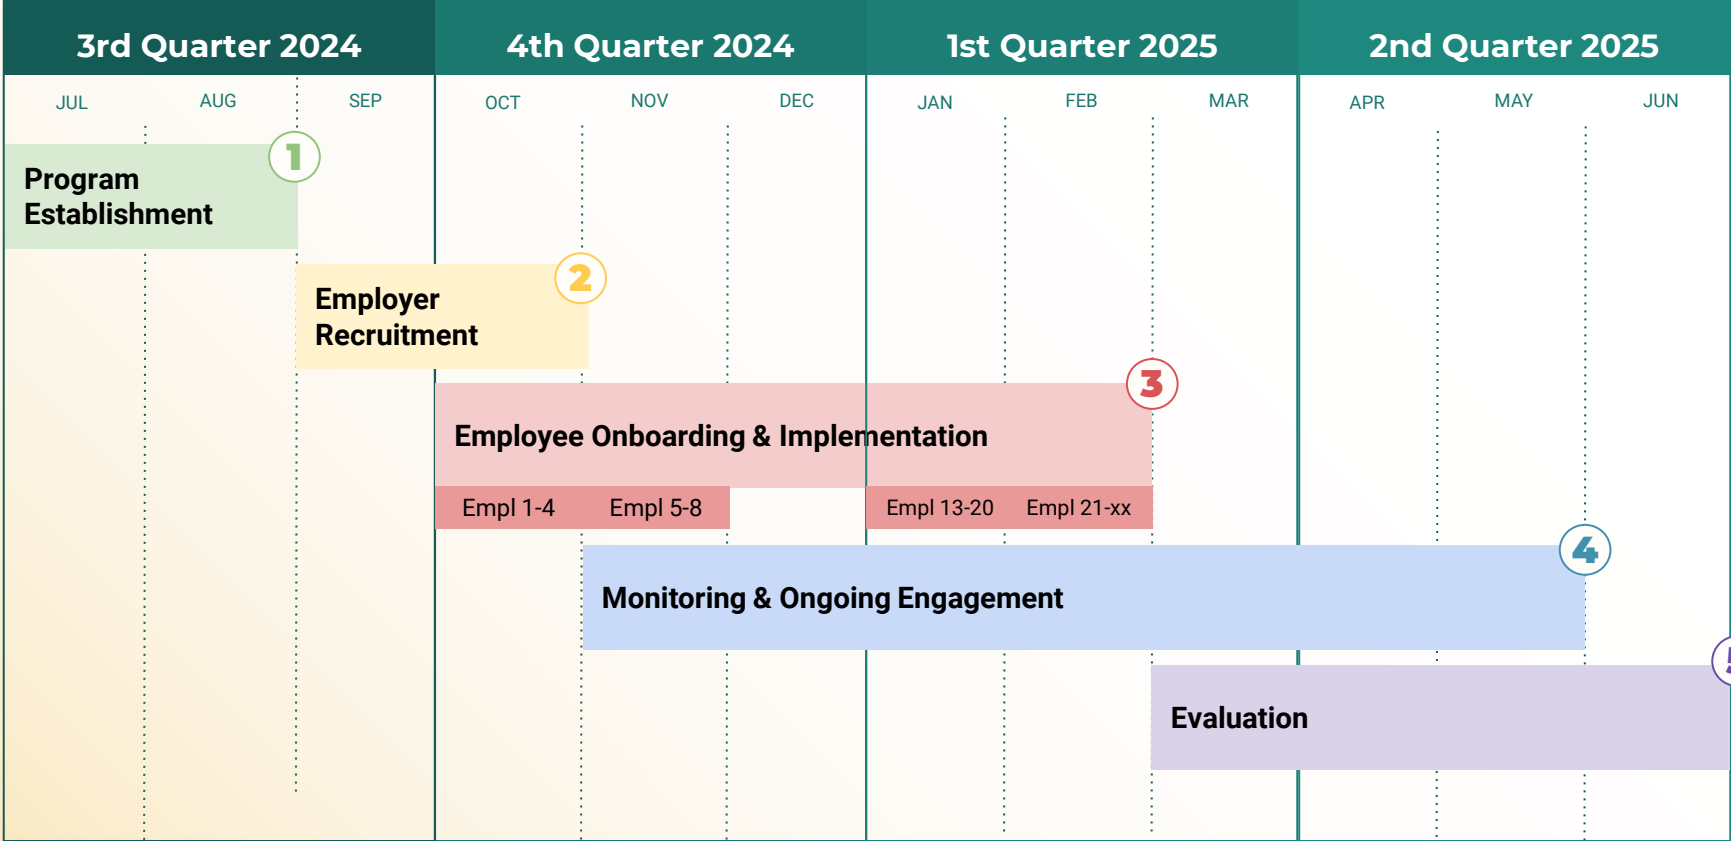 3rd Quarter 2024
4th Quarter 2024
1st Quarter 2025
2nd Quarter 2025
JUL
AUG
SEP
OCT
NOV
DEC
JAN
FEB
MAR
APR
MAY
JUN
1
Program
Establishment
2
Employer
Recruitment
3
Employee Onboarding & Implementation
Empl 1-4
Empl 5-8
Empl 13-20
Empl 21-xx
4
Monitoring & Ongoing Engagement
5
Evaluation